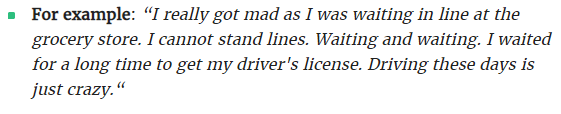 For example: “I really got mad as I was waiting in line at the
grocery store. I cannot stand lines. Waiting and waiting. I waited
for a long time to get my driver's license. Driving these days is
just crazy.“